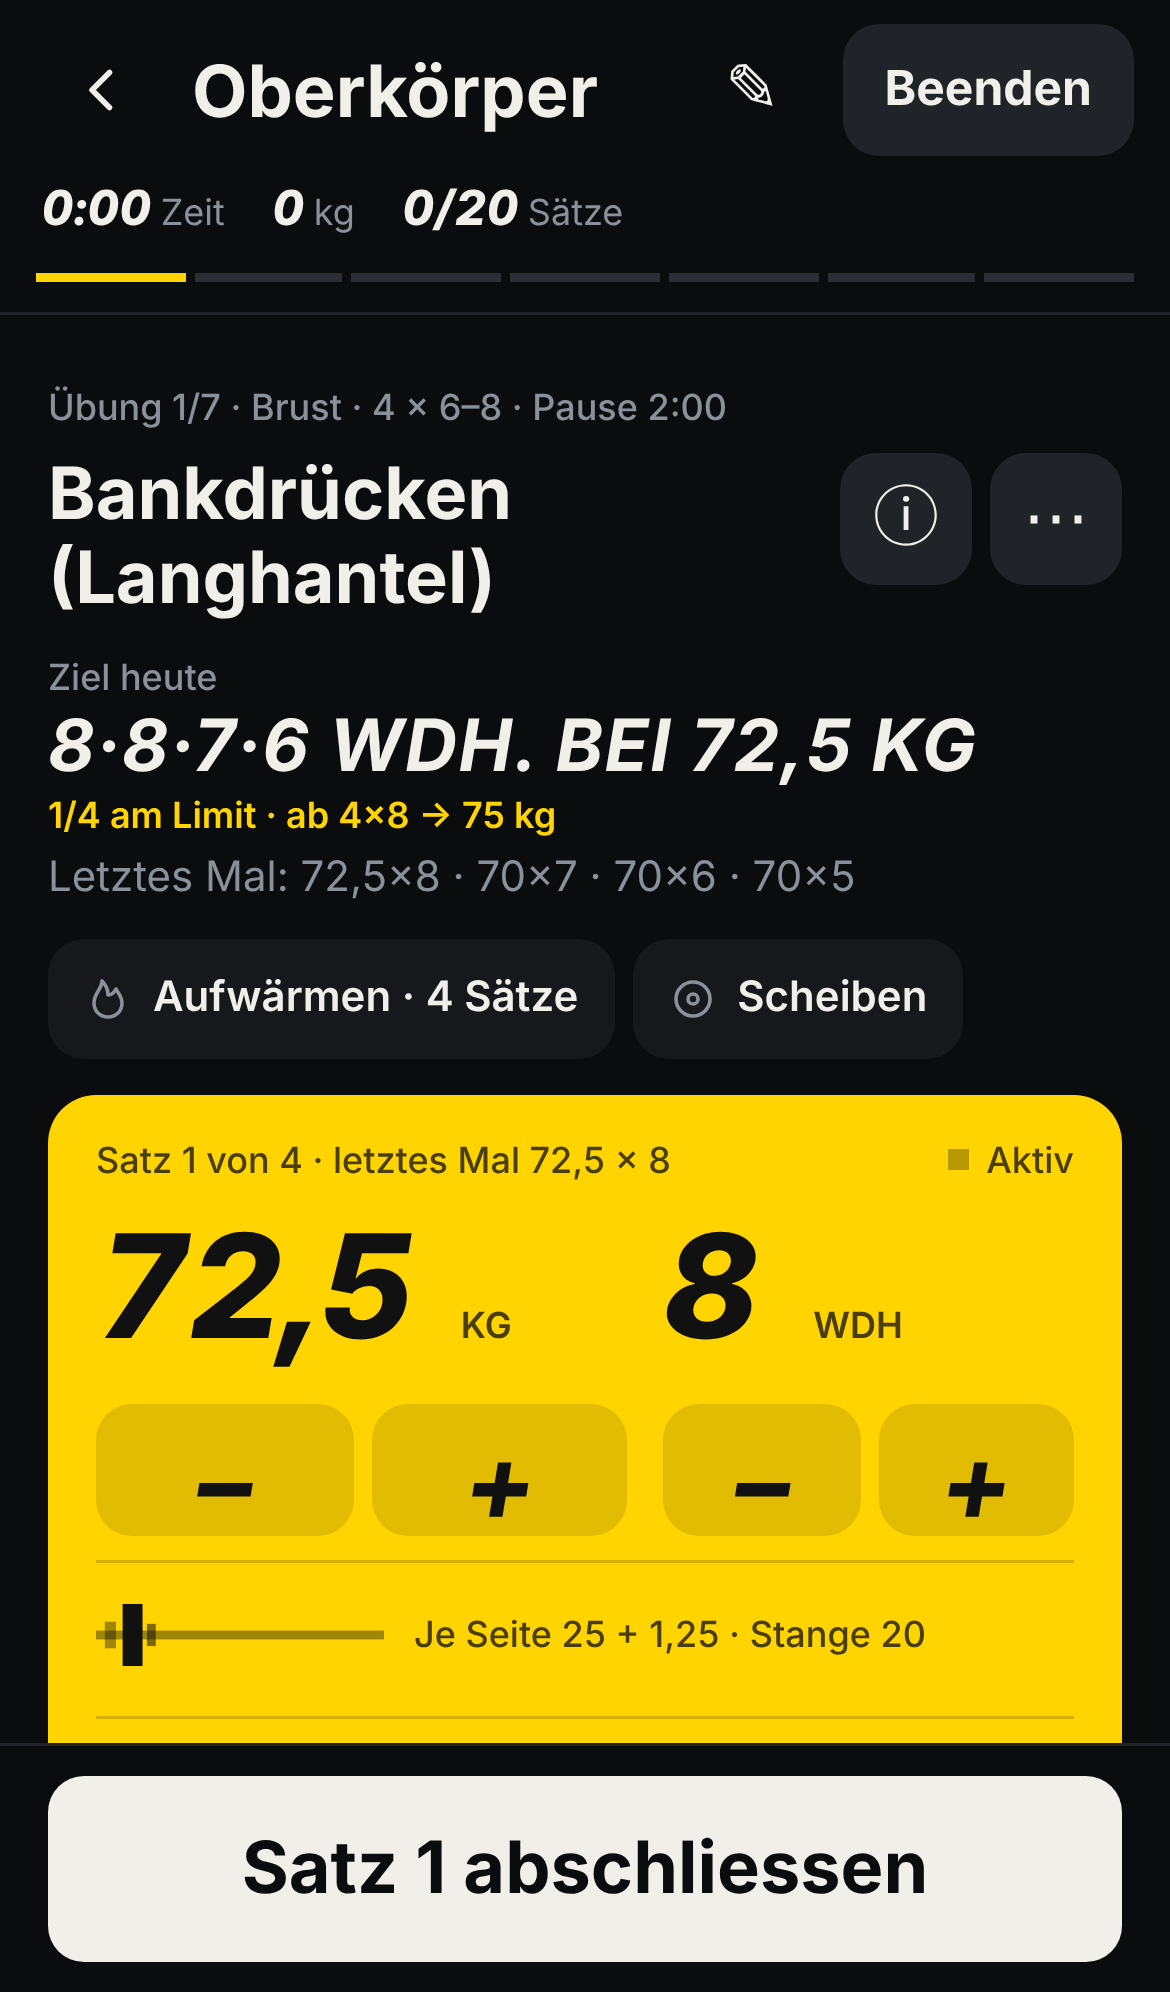 Oberkörper
Beenden
0:00 Zeit 0 kg 0/20 Sätze
Übung 1/7 · Brust · 4 × 6–8 · Pause 2:00
Bankdrücken
(Langhantel)
Ziel heute
8·8·7·6 WDH. BEI 72,5 KG
1/4 am Limit · ab 4×8 → 75 kg
Letztes Mal: 72,5×8 · 70×7 · 70×6 · 70×5
Aufwärmen · 4 Sätze
Scheiben
Satz 1 von 4 · letztes Mal 72,5 × 8
Aktiv
72,5 KG 8 WDH
– + – +
Je Seite 25 + 1,25 · Stange 20
Satz 1 abschliessen